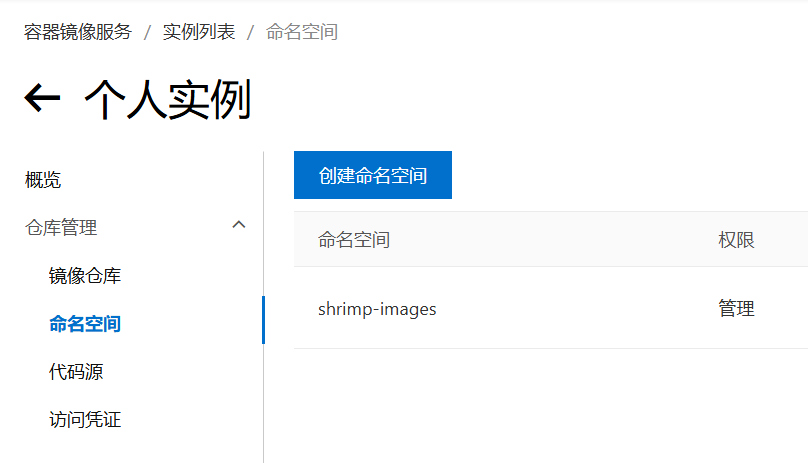 容器镜像服务 / 实例列表 / 命名空间
个人实例
概览
仓库管理
镜像仓库
命名空间
代码源
访问凭证
创建命名空间
命名空间 权限
shrimp-images 管理